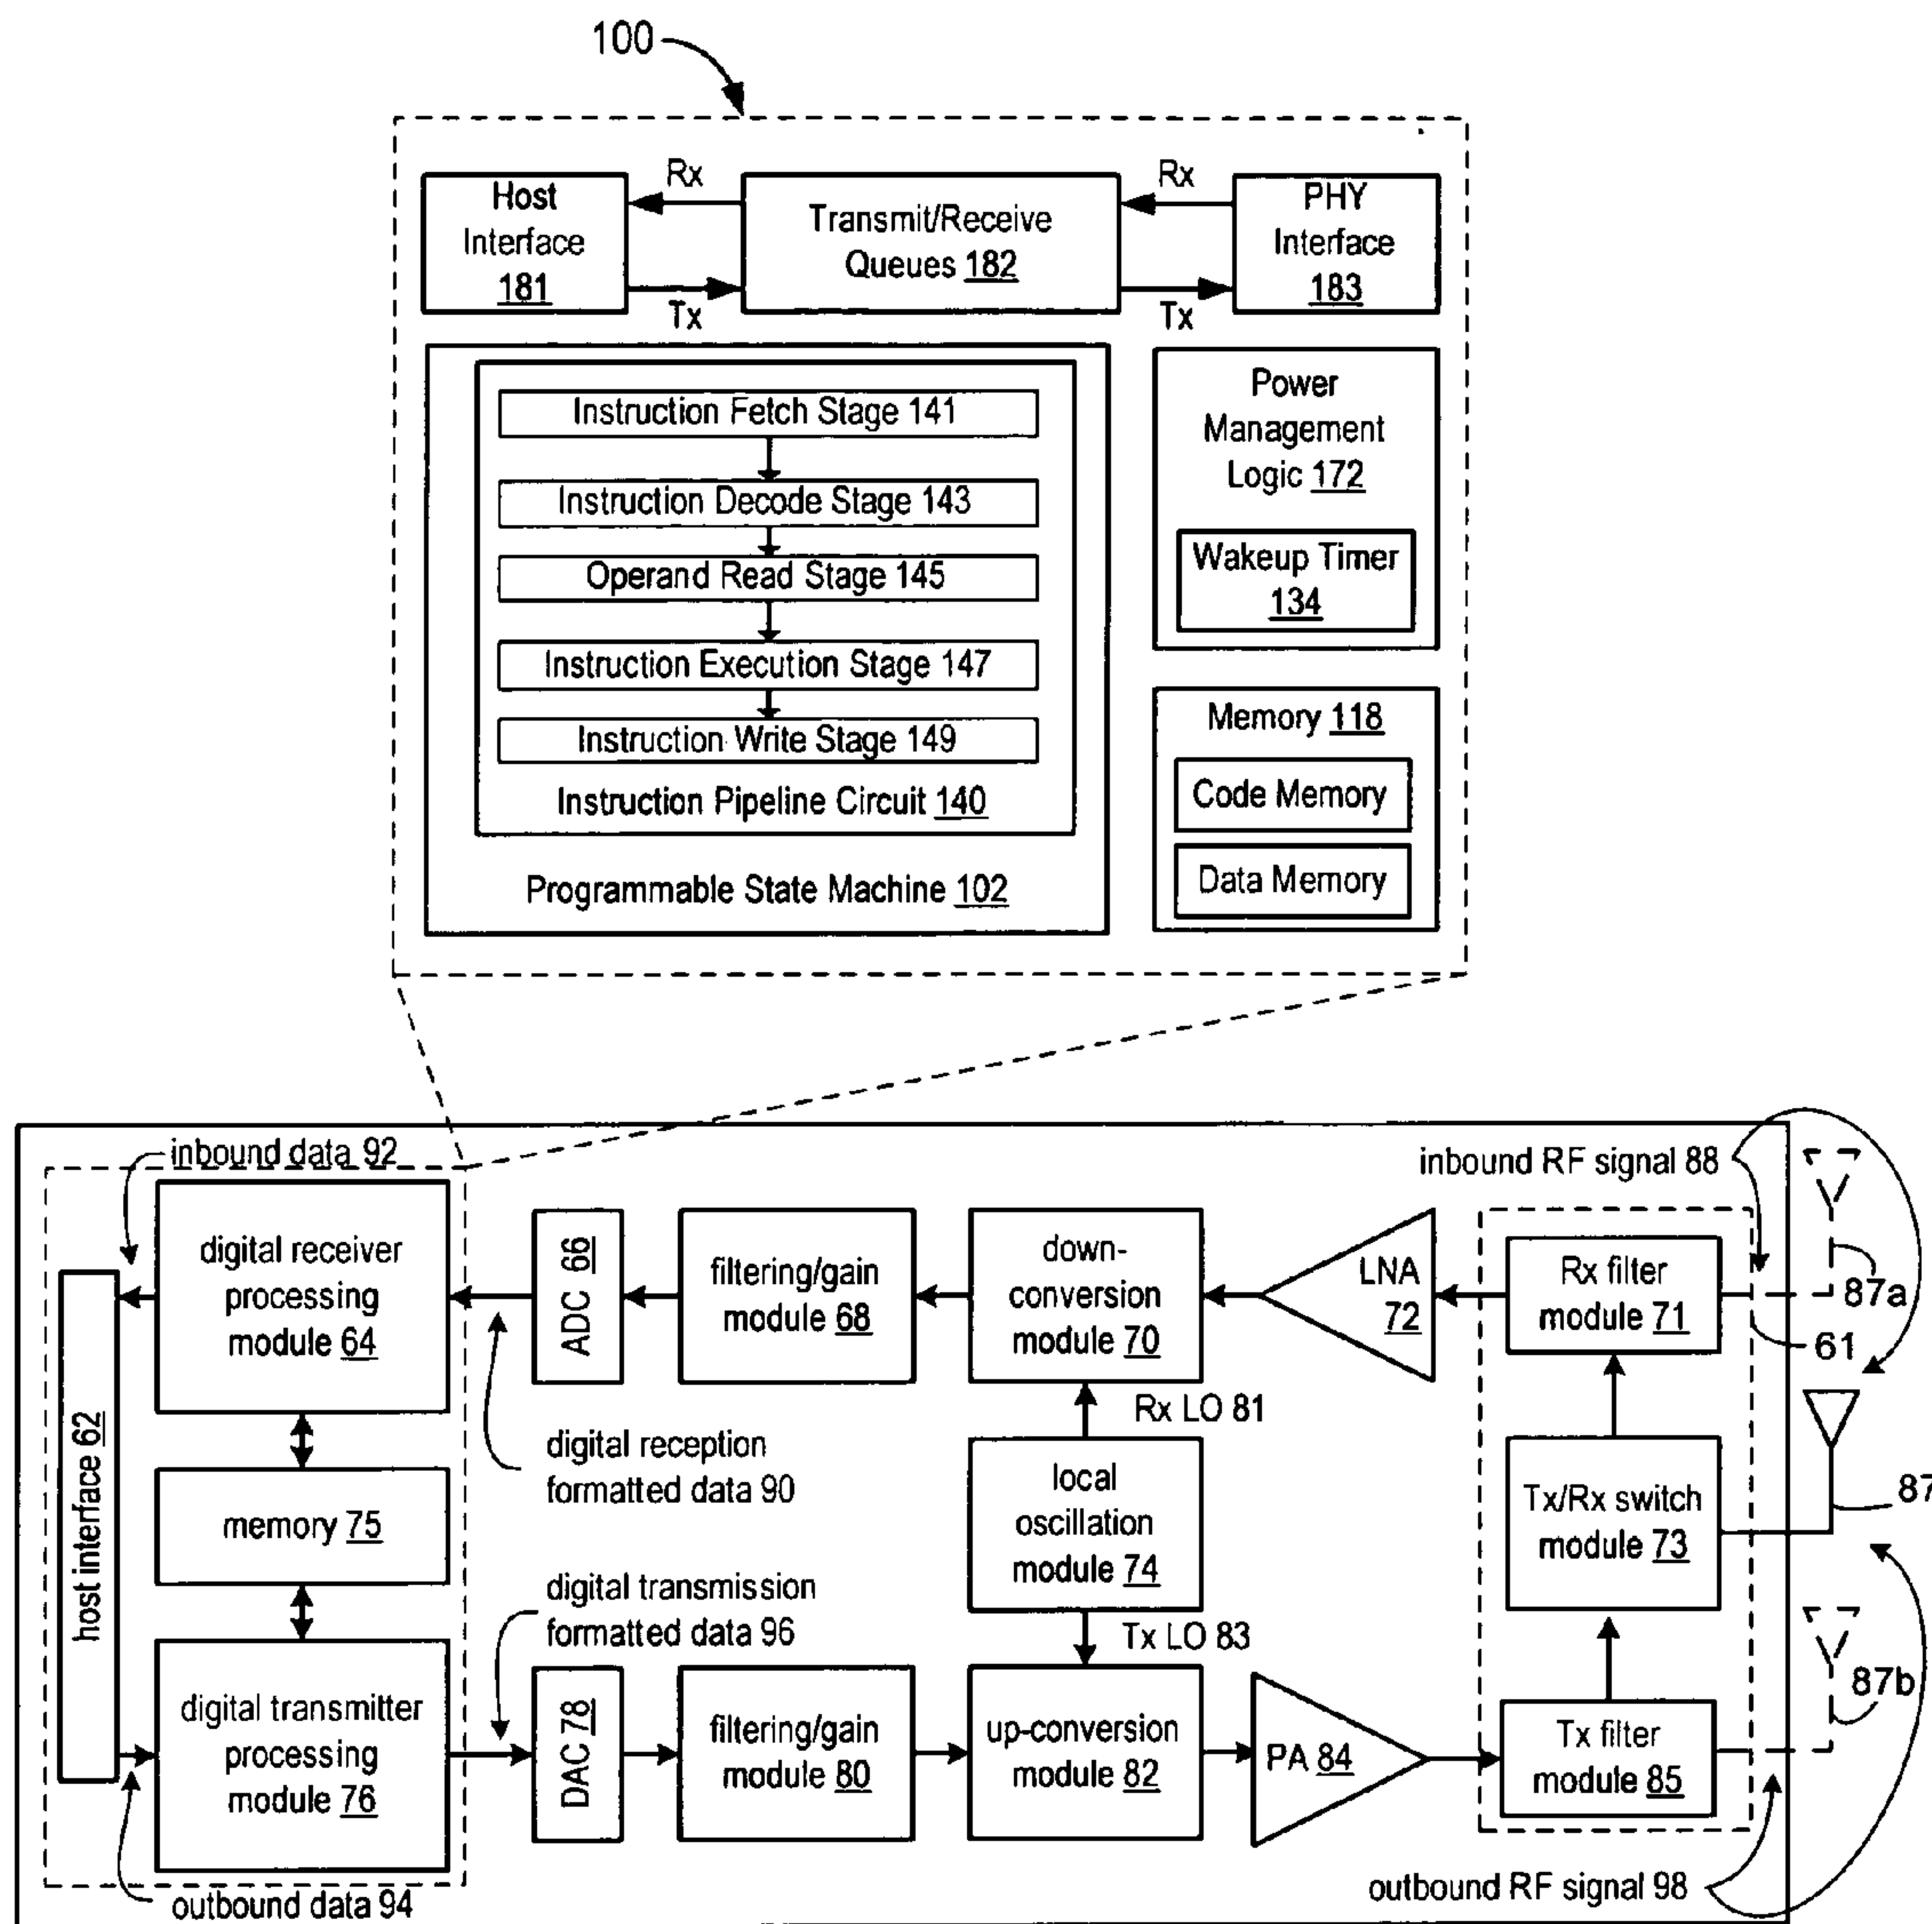 100
Rx
Rx
Host
Interface
181
Transmit/Receive
Queues 182
PHY
Interface
183
Tx
Tx
Instruction Fetch Stage 141
Instruction Decode Stage 143
Operand Read Stage 145
Instruction Execution Stage 147
Instruction Write Stage 149
Instruction Pipeline Circuit 140
Programmable State Machine 102
Power
Management
Logic 172
Wakeup Timer
134
Memory 118
Code Memory
Data Memory
inbound data 92
inbound RF signal 88
host interface 62
digital receiver
processing
module 64
ADC 66
filtering/gain
module 68
down-
conversion
module 70
LNA
72
Rx filter
module 71
87a
61
Rx LO 81
digital reception
formatted data 90
memory 75
local
oscillation
module 74
Tx/Rx switch
module 73
87
digital transmission
formatted data 96
Tx LO 83
digital transmitter
processing
module 76
DAC 78
filtering/gain
module 80
up-conversion
module 82
PA 84
Tx filter
module 85
87b
outbound data 94
outbound RF signal 98